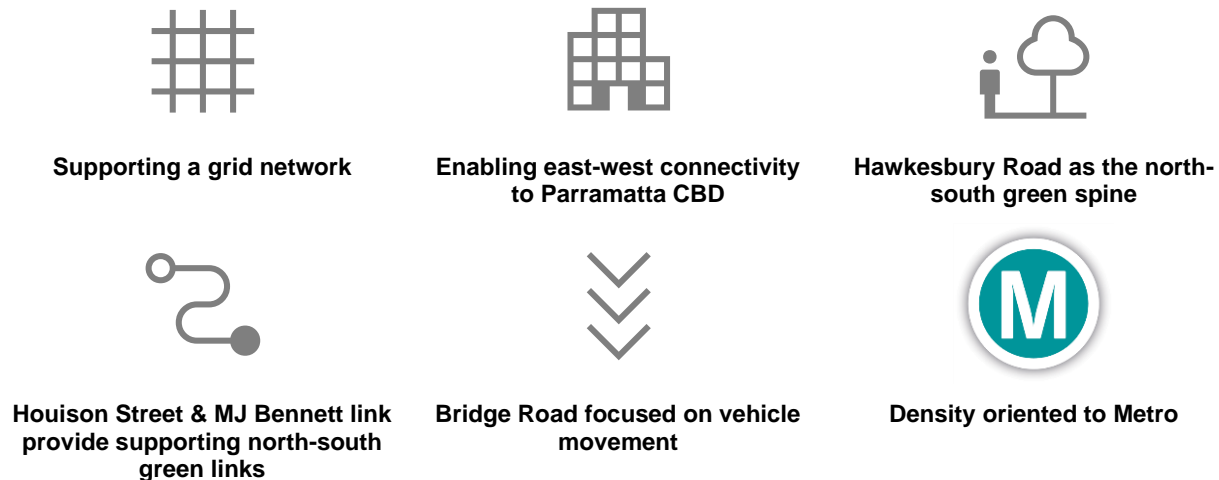 Supporting a grid network
Enabling east-west connectivity
to Parramatta CBD
Hawkesbury Road as the north-
south green spine
M
Houison Street & MJ Bennett link
provide supporting north-south
green links
Bridge Road focused on vehicle
movement
Density oriented to Metro